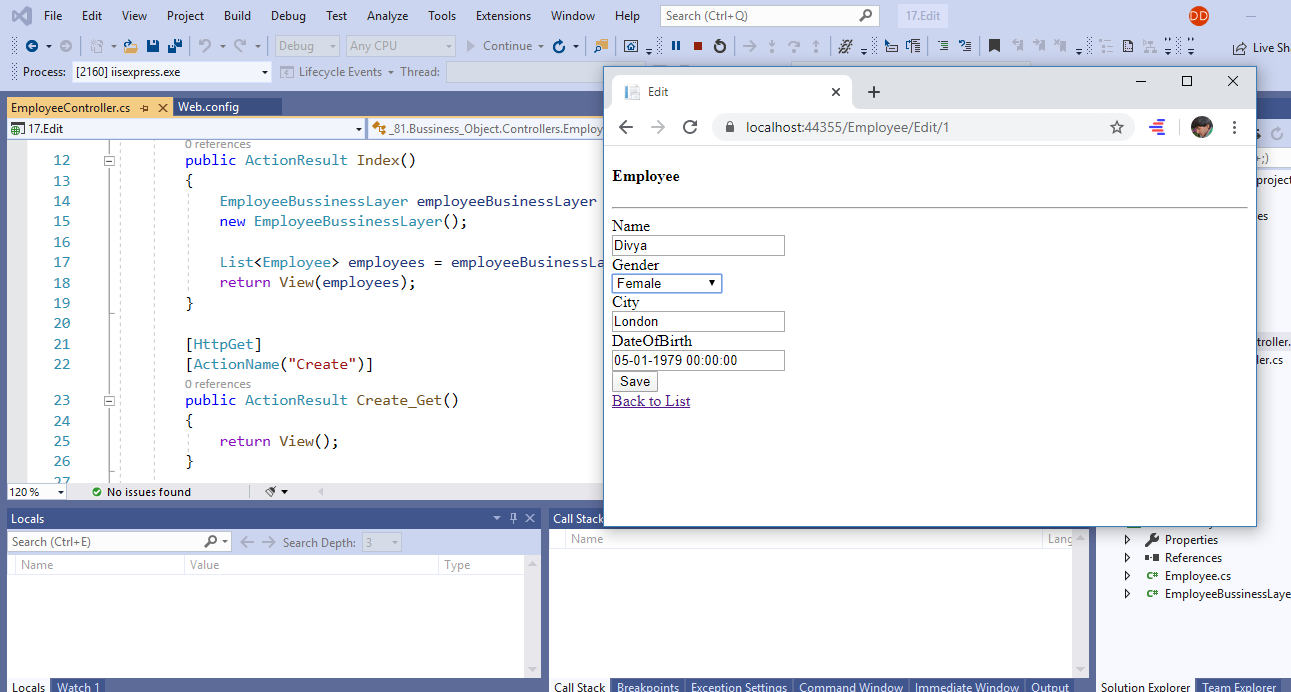 File Edit View Project Build Debug Test Analyze Tools Extensions Window Help Search (Ctrl+Q) 17.Edit DD
Debug Any CPU Continue Live Sh
Process: [2160] iisexpress.exe Lifecycle Events Thread:
EmployeeController.cs Web.config
17.Edit _81.Bussiness_Object.Controllers.Employ
0 references
12 public ActionResult Index()
13 {
14 EmployeeBussinessLayer employeeBusinessLayer
15 new EmployeeBussinessLayer();
16
17 List<Employee> employees = employeeBusinessLa
18 return View(employees);
19 }
20
21 [HttpGet]
22 [ActionName("Create")]
0 references
23 public ActionResult Create_Get()
24 {
25 return View();
26 }
27
120 % No issues found
Edit
localhost:44355/Employee/Edit/1
Employee
Name
Divya
Gender
Female
City
London
DateOfBirth
05-01-1979 00:00:00
Save
Back to List
;)
project
es
troller.
ler.cs
Properties
References
C# Employee.cs
C# EmployeeBussinessLaye
Locals
Search (Ctrl+E) Search Depth: 3
Name Value Type
Locals Watch 1
Call Stack
Name Lang
Call Stack Breakpoints Exception Settings Command Window Immediate Window Output
Solution Explorer Team Explorer